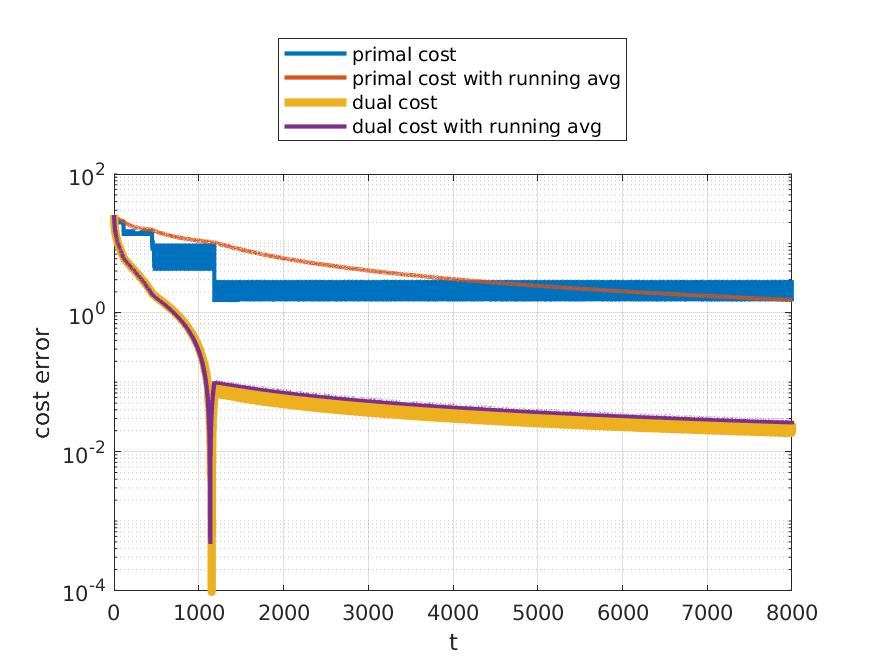 primal cost
primal cost with running avg
dual cost
dual cost with running avg
10^2
10^0
10^-2
10^-4
cost error
0 1000 2000 3000 4000 5000 6000 7000 8000
t